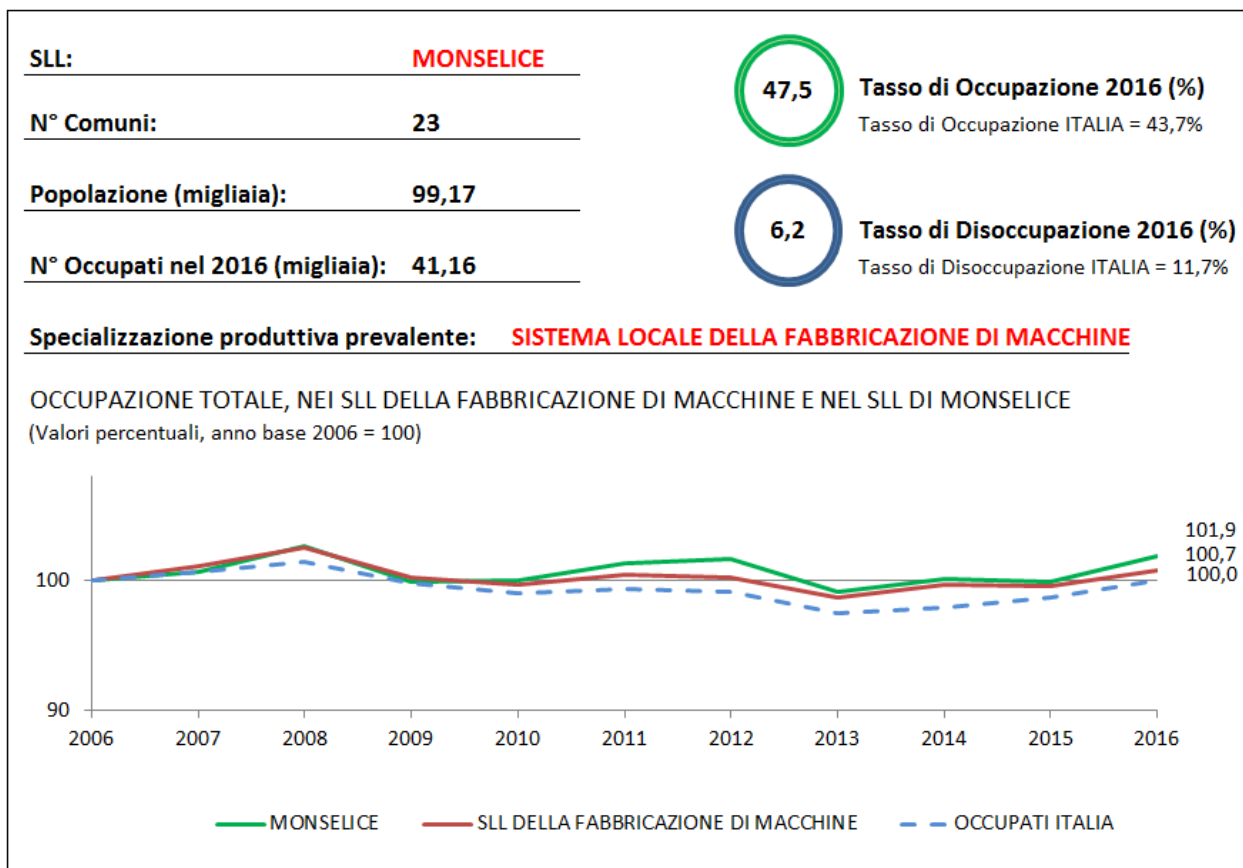 SLL: MONSELICE
N° Comuni: 23
Popolazione (migliaia): 99,17
N° Occupati nel 2016 (migliaia): 41,16
47,5 Tasso di Occupazione 2016 (%)
Tasso di Occupazione ITALIA = 43,7%
6,2 Tasso di Disoccupazione 2016 (%)
Tasso di Disoccupazione ITALIA = 11,7%
Specializzazione produttiva prevalente: SISTEMA LOCALE DELLA FABBRICAZIONE DI MACCHINE
OCCUPAZIONE TOTALE, NEI SLL DELLA FABBRICAZIONE DI MACCHINE E NEL SLL DI MONSELICE
(Valori percentuali, anno base 2006 = 100)
101,9
100,7
100,0
100
90
2006 2007 2008 2009 2010 2011 2012 2013 2014 2015 2016
MONSELICE SLL DELLA FABBRICAZIONE DI MACCHINE OCCUPATI ITALIA